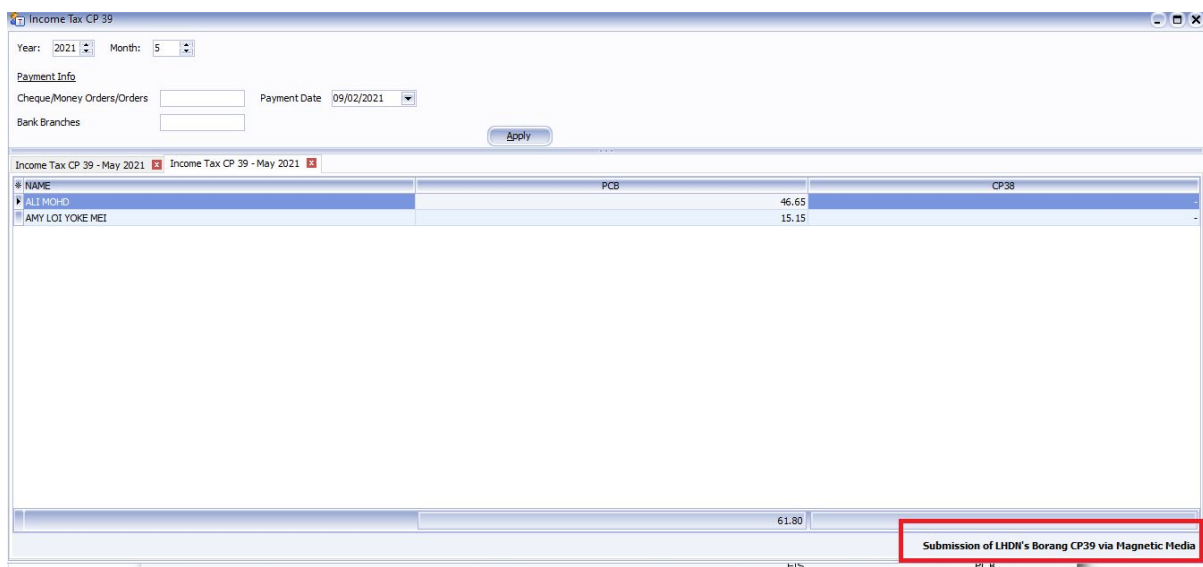 Income Tax CP 39
Year: 2021 Month: 5
Payment Info
Cheque/Money Orders/Orders Payment Date 09/02/2021
Bank Branches
Apply
Income Tax CP 39 - May 2021 Income Tax CP 39 - May 2021
NAME PCB CP38
ALI MOHD 46.65 -
AMY LOI YOKE MEI 15.15 -
61.80
Submission of LHDN's Borang CP39 via Magnetic Media